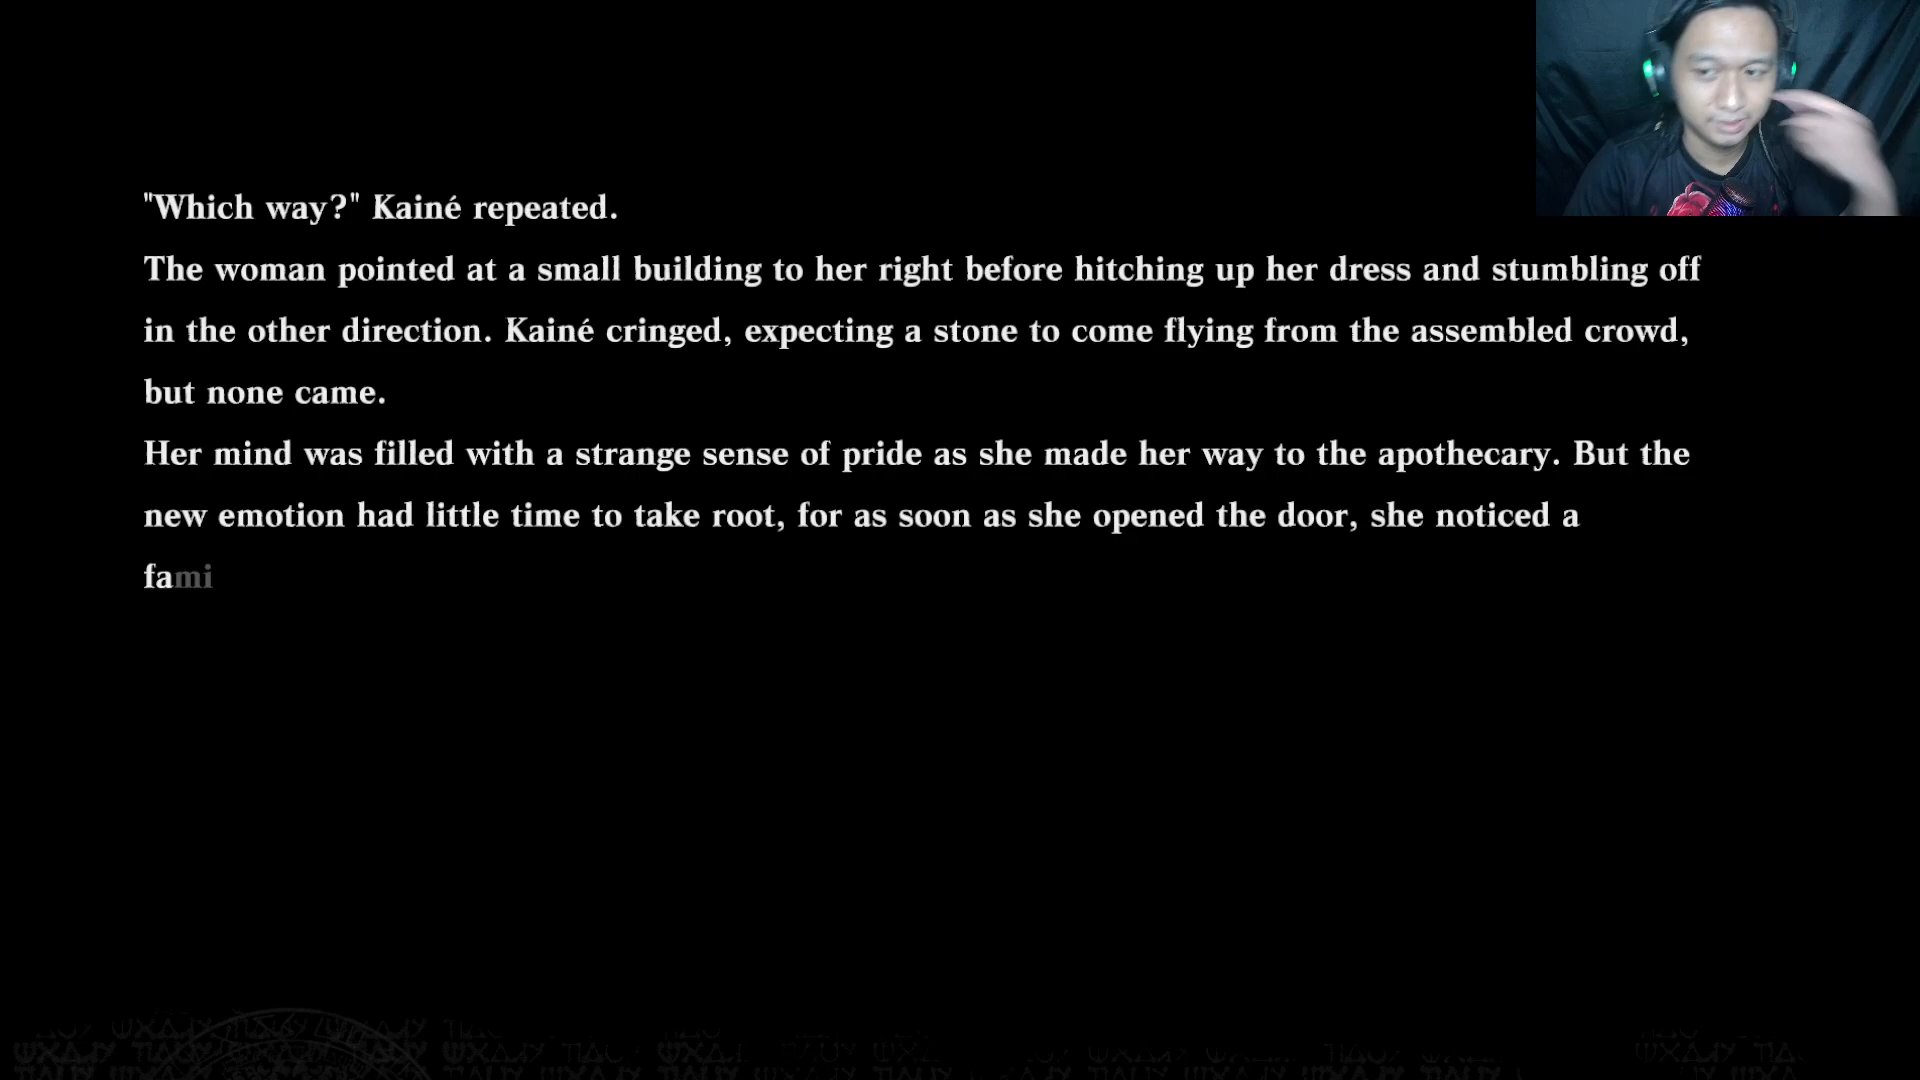 "Which way?" Kainé repeated.
The woman pointed at a small building to her right before hitching up her dress and stumbling off
in the other direction. Kainé cringed, expecting a stone to come flying from the assembled crowd,
but none came.
Her mind was filled with a strange sense of pride as she made her way to the apothecary. But the
new emotion had little time to take root, for as soon as she opened the door, she noticed a
fami